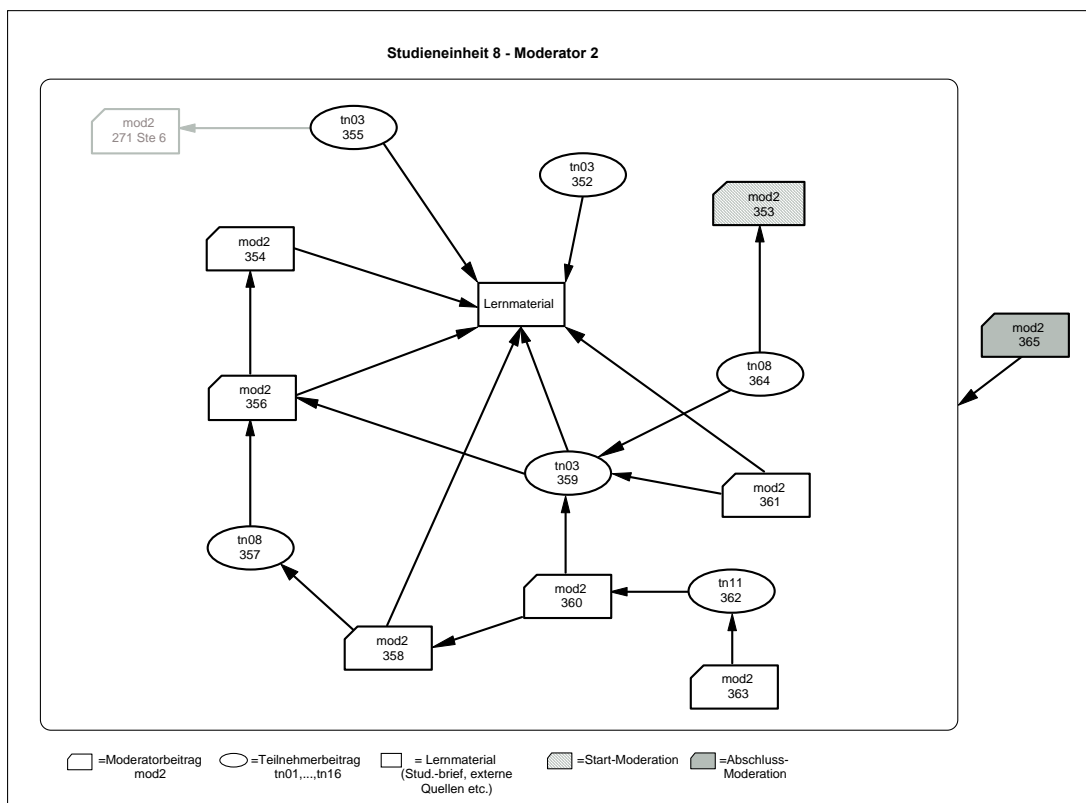 Studieneinheit 8 - Moderator 2
mod2
271 Ste 6
tn03
355
tn03
352
mod2
353
mod2
354
Lernmaterial
mod2
365
tn08
364
mod2
356
tn03
359
mod2
361
tn08
357
mod2
360
tn11
362
mod2
358
mod2
363
=Moderatorbeitrag
mod2
=Teilnehmerbeitrag
tn01,...,tn16
= Lernmaterial
(Stud.-brief, externe
Quellen etc.)
=Start-Moderation
=Abschluss-
Moderation